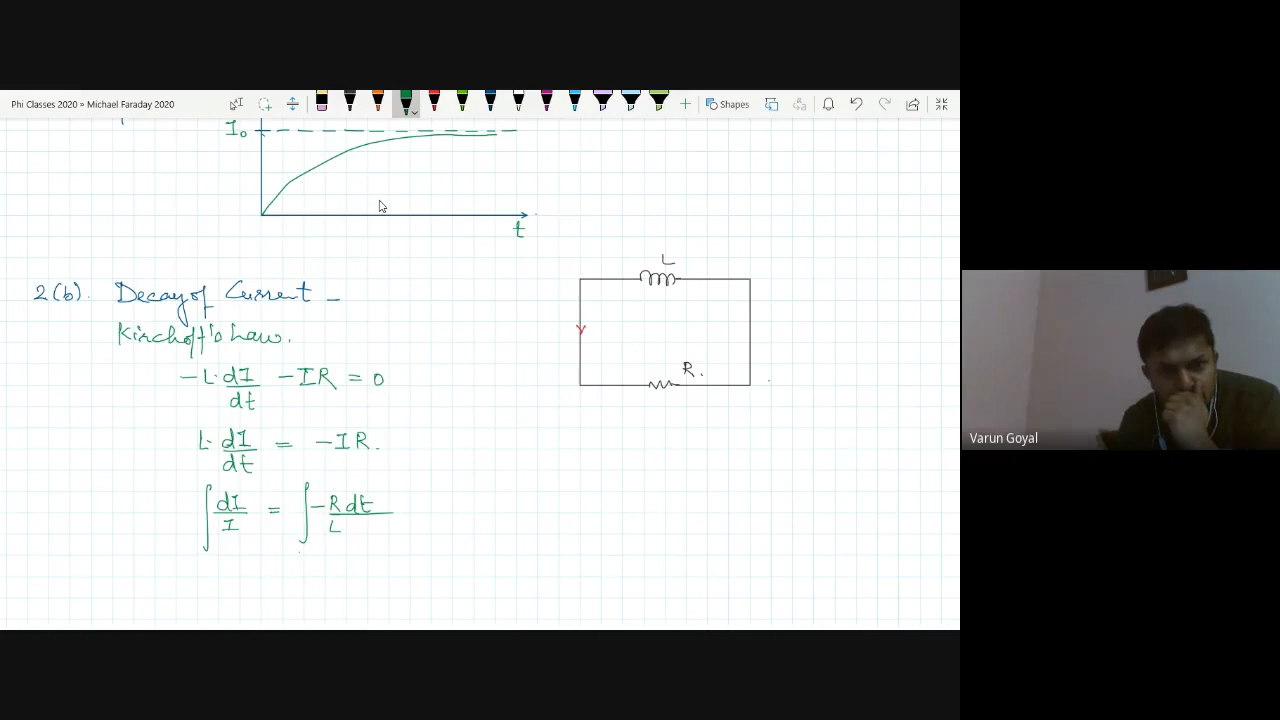 Phi Classes 2020 » Michael Faraday 2020
Shapes
I₀
t
2(b). Decay of Current –
Kirchoff's Law.
-L·dI/dt - IR = 0
L·dI/dt = -IR.
∫dI/I = ∫-Rdt/L
L
R.
Varun Goyal